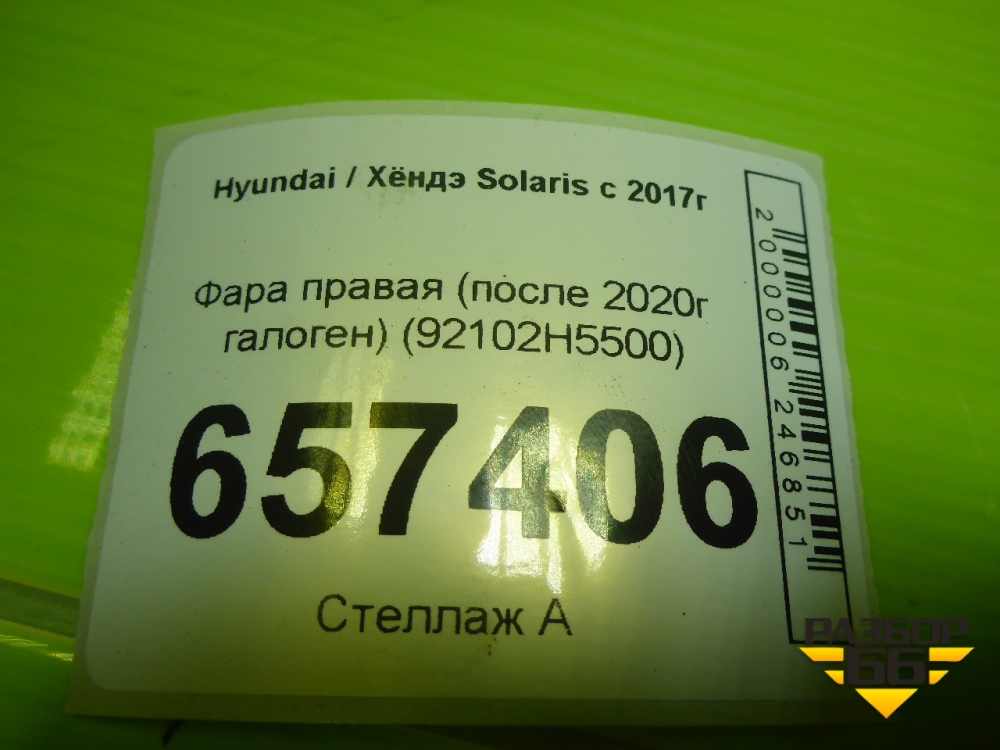 Hyundai / Хёндэ Solaris с 2017г
Фара правая (после 2020г
галоген) (92102H5500)
657406
Стеллаж А
2000006246851
РАЗБОР
66